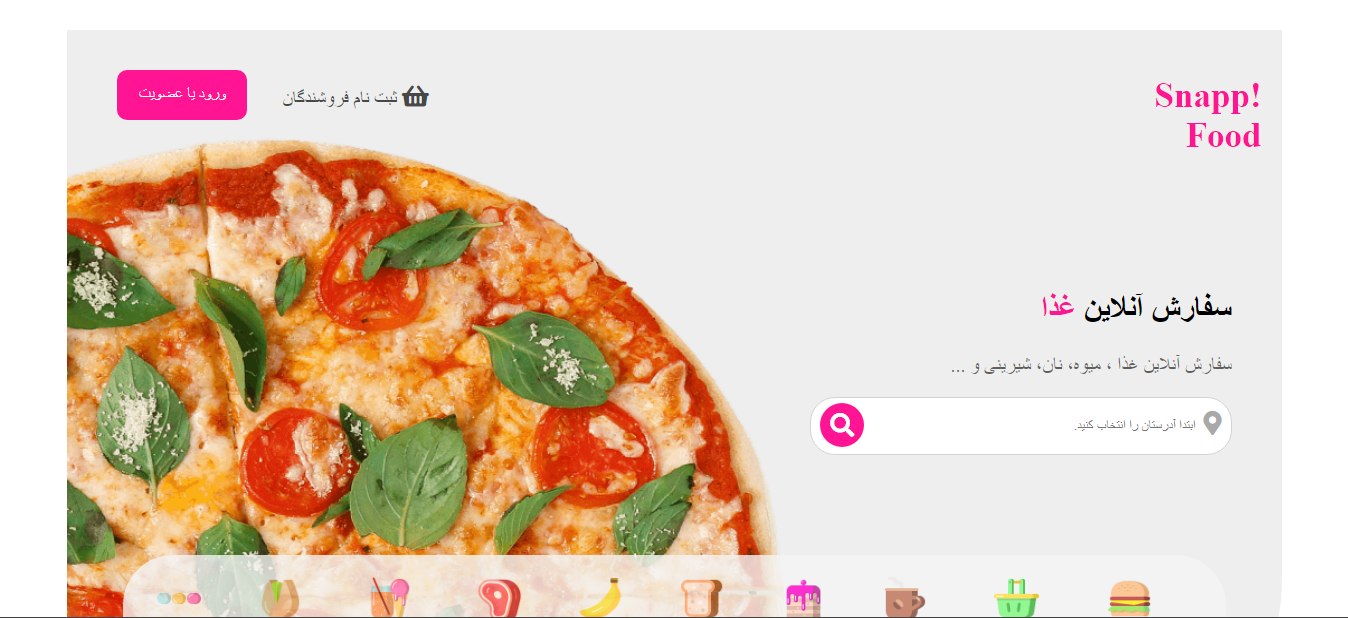 Snapp!
Food
ثبت نام فروشندگان
ورود یا عضویت
سفارش آنلاین غذا
سفارش آنلاین غذا ، میوه، نان، شیرینی و ...
ابتدا آدرستان را انتخاب کنید.